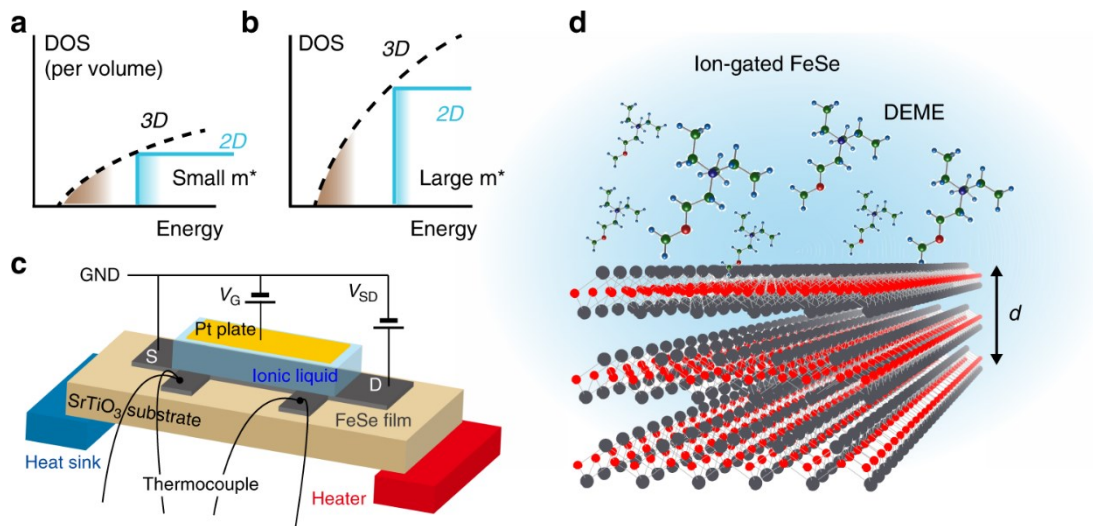 a
DOS
(per volume)
3D
2D
Small m*
Energy
b
DOS
3D
2D
Large m*
Energy
c
GND
V_G
V_SD
Pt plate
S
Ionic liquid
D
SrTiO₃ substrate
FeSe film
Heat sink
Thermocouple
Heater
d
Ion-gated FeSe
DEME
d